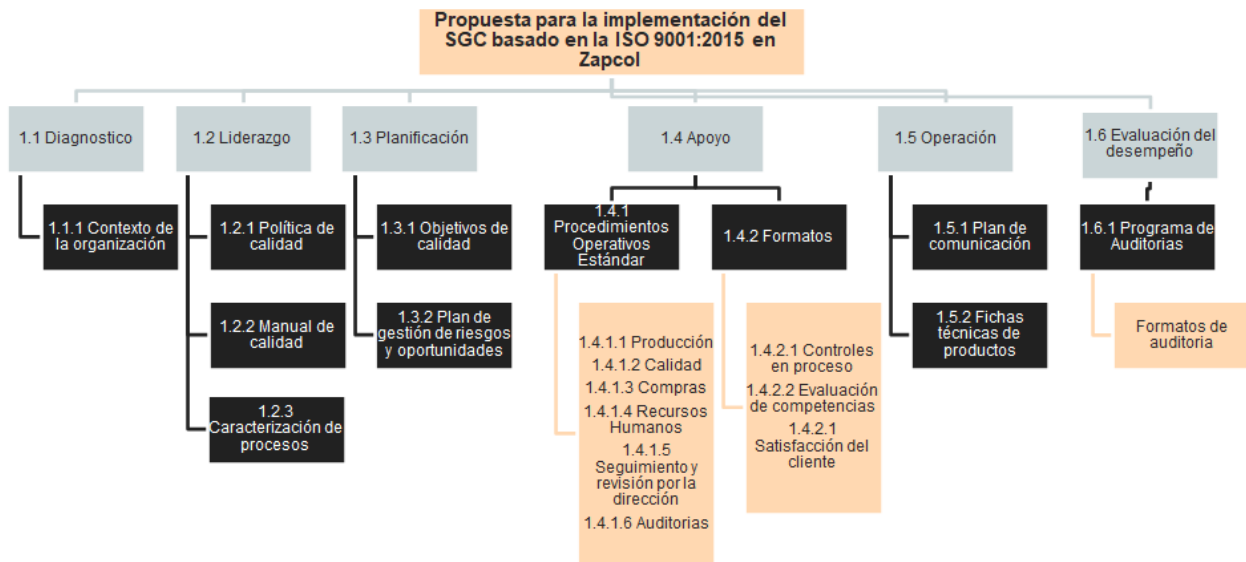 Propuesta para la implementación del
SGC basado en la ISO 9001:2015 en
Zapcol
1.1 Diagnostico
1.2 Liderazgo
1.3 Planificación
1.4 Apoyo
1.5 Operación
1.6 Evaluación del
desempeño
1.1.1 Contexto de
la organización
1.2.1 Política de
calidad
1.2.2 Manual de
calidad
1.2.3
Caracterización de
procesos
1.3.1 Objetivos de
calidad
1.3.2 Plan de
gestión de riesgos
y oportunidades
1.4.1
Procedimientos
Operativos
Estándar
1.4.1.1 Producción
1.4.1.2 Calidad
1.4.1.3 Compras
1.4.1.4 Recursos
Humanos
1.4.1.5
Seguimiento y
revisión por la
dirección
1.4.1.6 Auditorias
1.4.2 Formatos
1.4.2.1 Controles
en proceso
1.4.2.2 Evaluación
de competencias
1.4.2.1
Satisfacción del
cliente
1.5.1 Plan de
comunicación
1.5.2 Fichas
técnicas de
productos
1.6.1 Programa de
Auditorias
Formatos de
auditoria